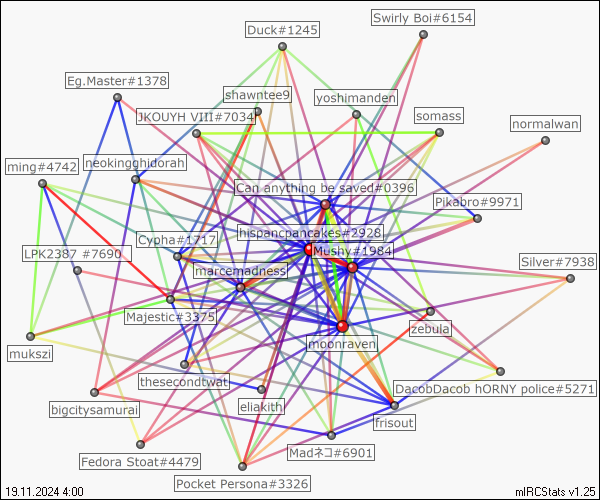 Swirly Boi#6154
Duck#1245
Eg.Master#1378
shawntee9
yoshimanden
JKOUYH VIII#7034
somass
normalwan
ming#4742
neokingghidorah
Can anything be saved#0396
Pikabro#9971
hispancpancakes#2928
Cypha#1717
Mushy#1984
LPK2387 #7690
Silver#7938
marcemadness
Majestic#3375
zebula
moonraven
mukszi
thesecondtwat
DacobDacob hORNY police#5271
eliakith
bigcitysamurai
frisout
Madネコ#6901
Fedora Stoat#4479
Pocket Persona#3326
19.11.2024 4:00
mIRCStats v1.25